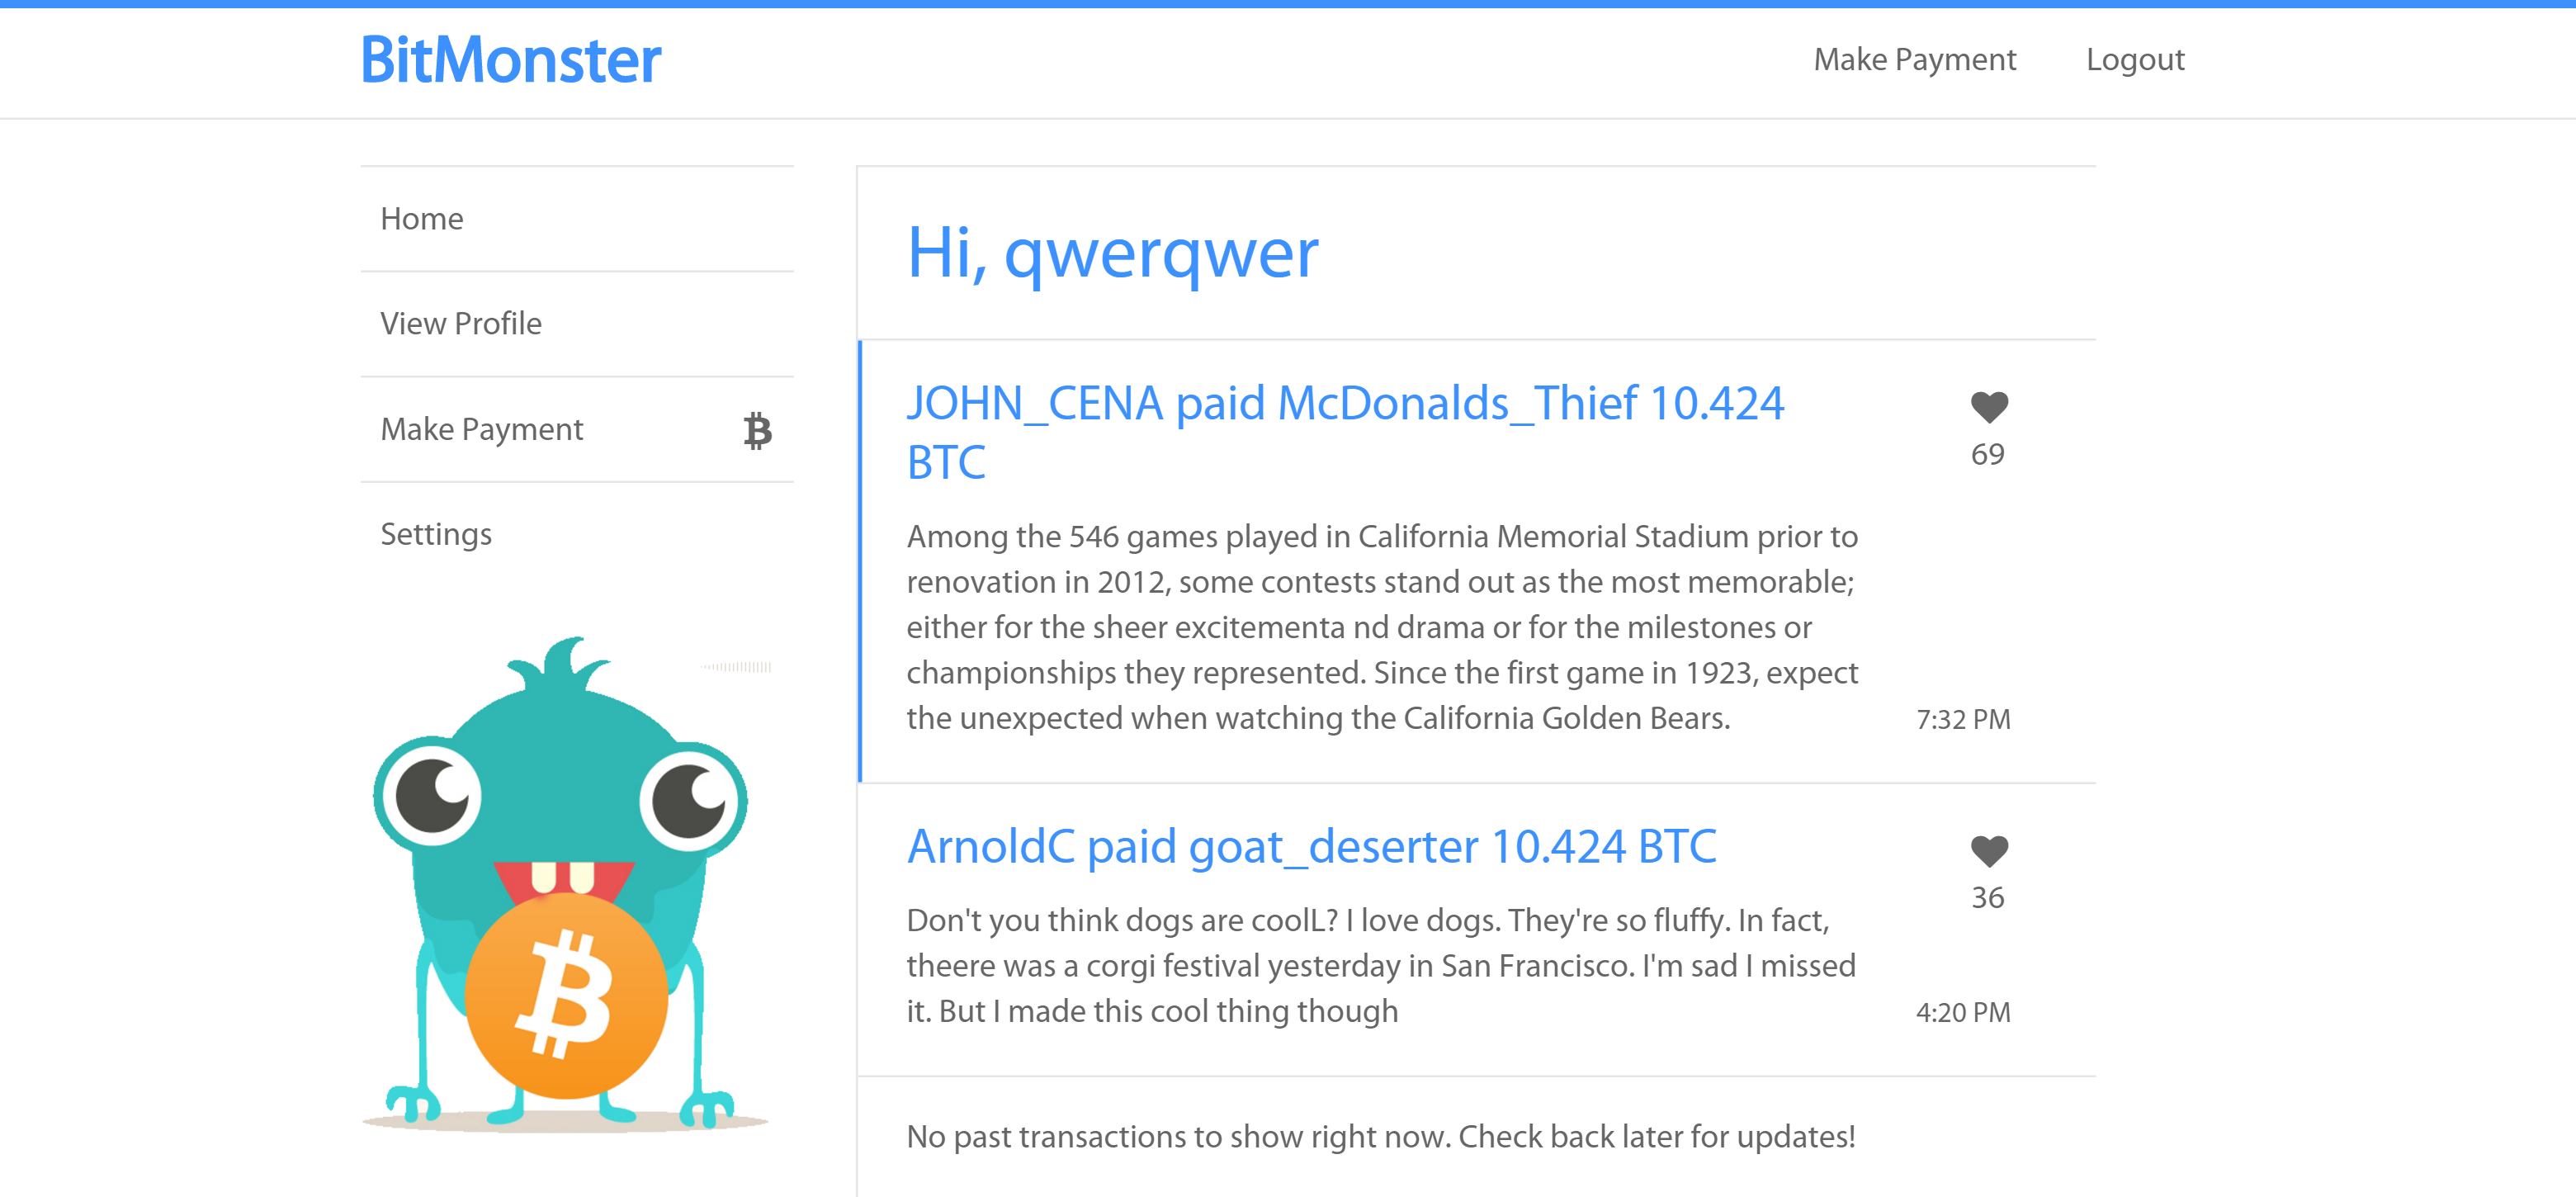 BitMonster
Make Payment
Logout
Home
View Profile
Make Payment
Settings
Hi, qwerqwer
JOHN_CENA paid McDonalds_Thief 10.424
BTC
69
Among the 546 games played in California Memorial Stadium prior to
renovation in 2012, some contests stand out as the most memorable;
either for the sheer excitementa nd drama or for the milestones or
championships they represented. Since the first game in 1923, expect
the unexpected when watching the California Golden Bears.
7:32 PM
ArnoldC paid goat_deserter 10.424 BTC
36
Don't you think dogs are coolL? I love dogs. They're so fluffy. In fact,
theere was a corgi festival yesterday in San Francisco. I'm sad I missed
it. But I made this cool thing though
4:20 PM
No past transactions to show right now. Check back later for updates!